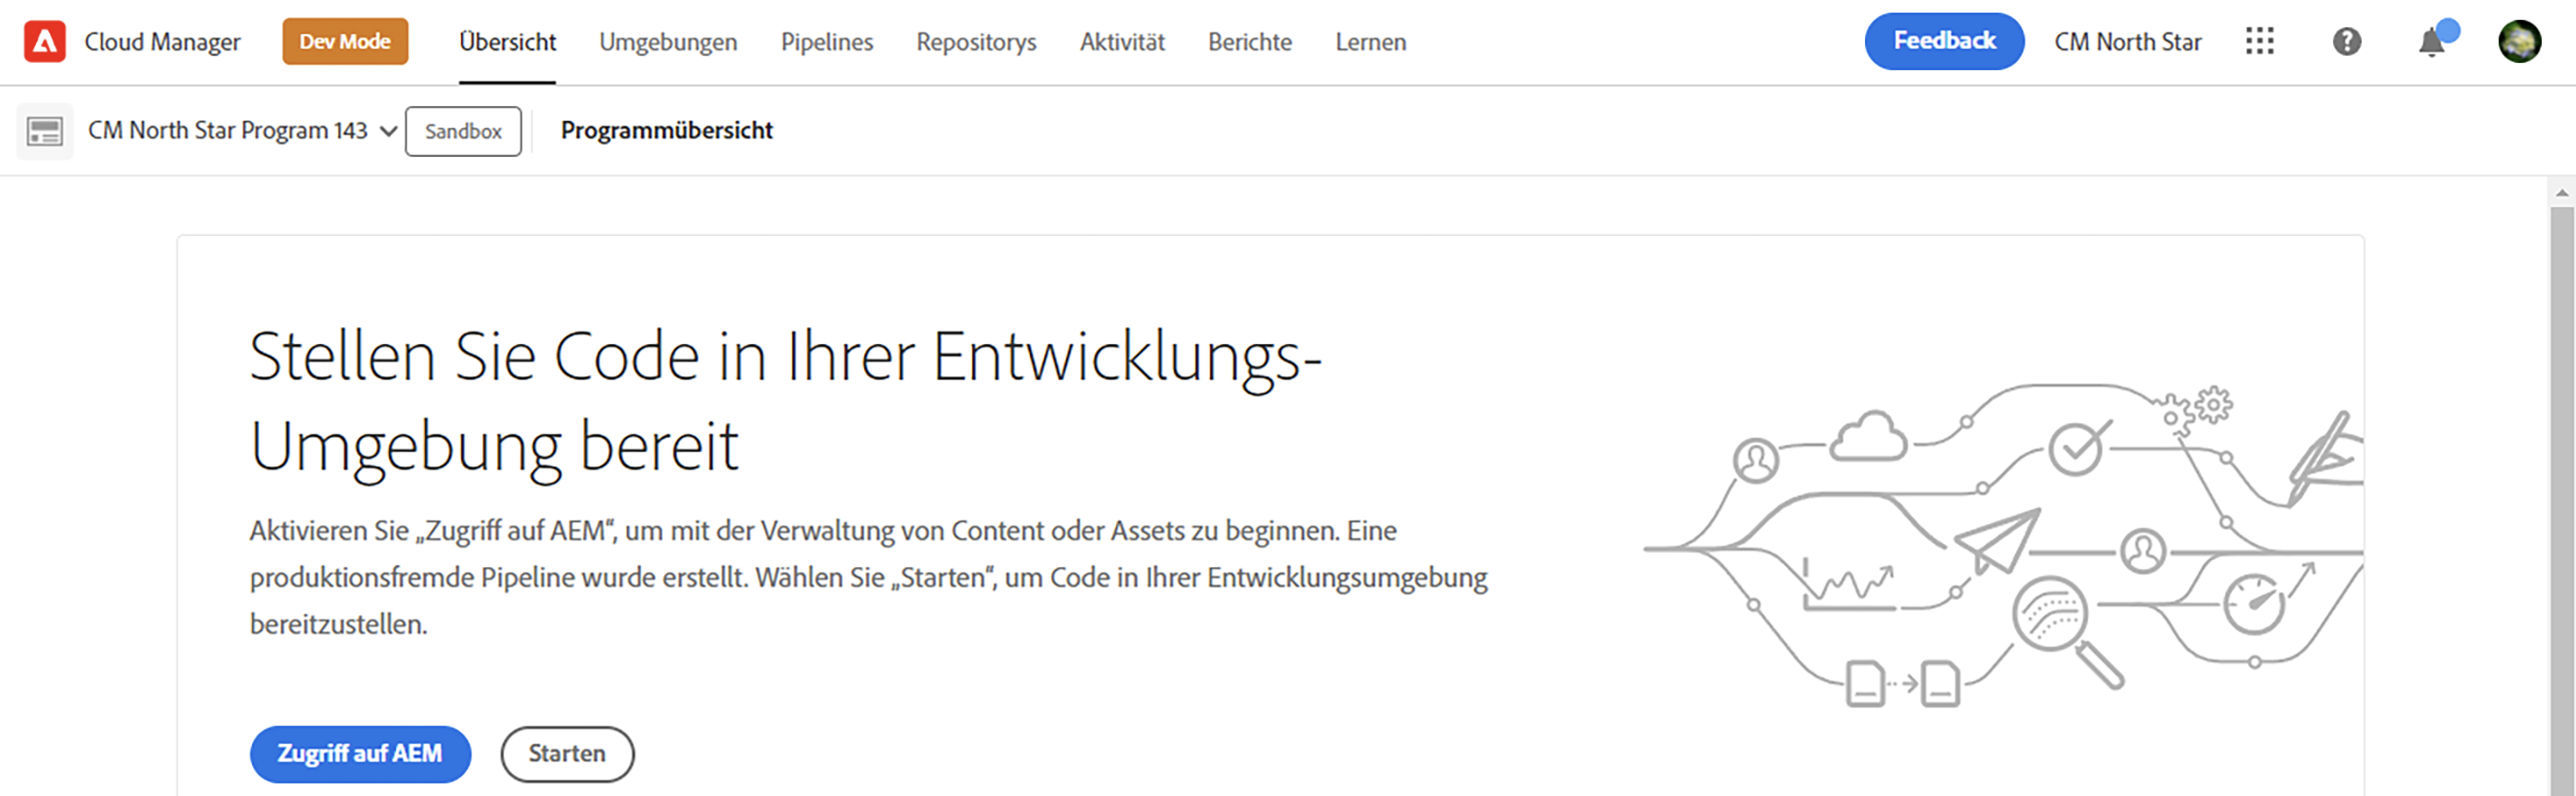 Cloud Manager Dev Mode Übersicht Umgebungen Pipelines Repositorys Aktivität Berichte Lernen Feedback CM North Star
CM North Star Program 143 Sandbox Programmübersicht
Stellen Sie Code in Ihrer Entwicklungs-
Umgebung bereit
Aktivieren Sie „Zugriff auf AEM“, um mit der Verwaltung von Content oder Assets zu beginnen. Eine
produktionsfremde Pipeline wurde erstellt. Wählen Sie „Starten“, um Code in Ihrer Entwicklungsumgebung
bereitzustellen.
Zugriff auf AEM Starten